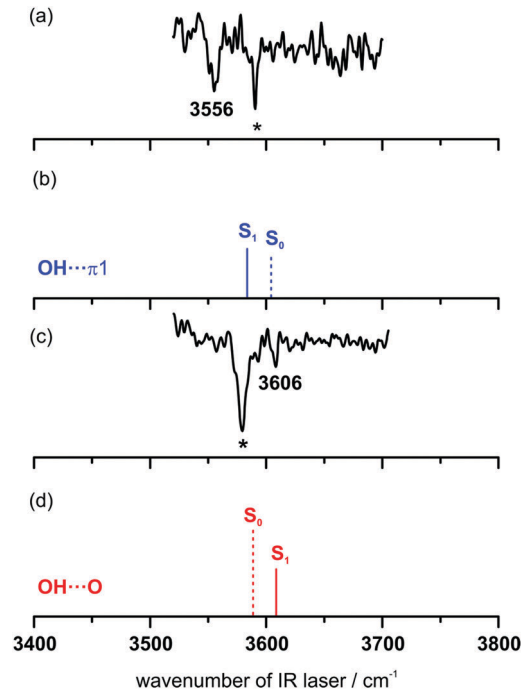 (a)
3556
*
(b)
S₁ S₀
OH⋯π1
(c)
3606
*
(d)
S₀
S₁
OH⋯O
3400 3500 3600 3700 3800
wavenumber of IR laser / cm⁻¹